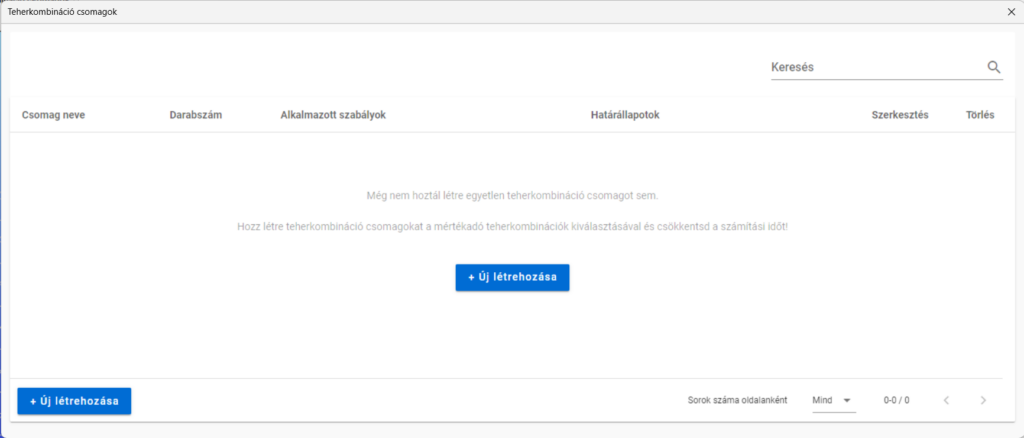 Teherkombináció csomagok
Keresés
Csomag neve Darabszám Alkalmazott szabályok Határállapotok Szerkesztés Törlés
Még nem hoztál létre egyetlen teherkombináció csomagot sem.
Hozz létre teherkombináció csomagokat a mértékadó teherkombinációk kiválasztásával és csökkentsd a számítási időt!
+ Új létrehozása
+ Új létrehozása Sorok száma oldalanként Mind 0-0 / 0